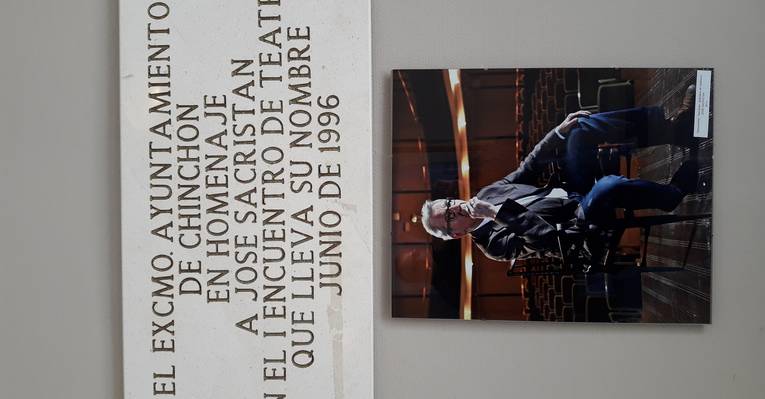 EL EXCMO. AYUNTAMIENTO
DE CHINCHON
EN HOMENAJE
A JOSE SACRISTAN
N EL I ENCUENTRO DE TEATR
QUE LLEVA SU NOMBRE
JUNIO DE 1996